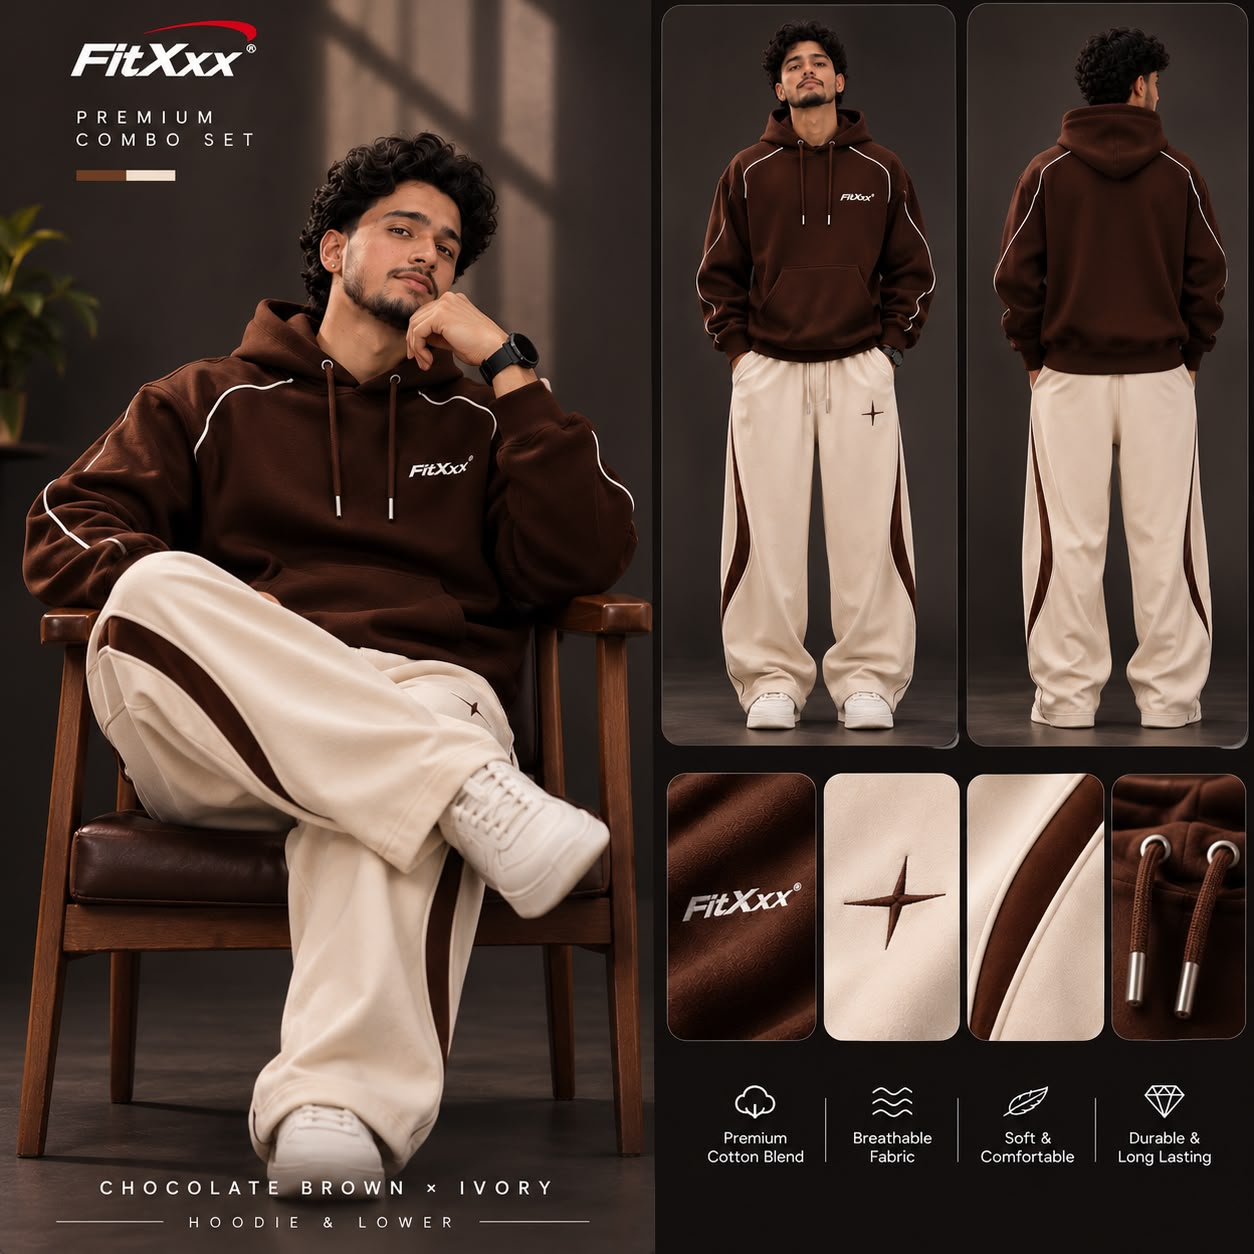 FitXxx®
PREMIUM
COMBO SET
FitXxx®
CHOCOLATE BROWN × IVORY
HOODIE & LOWER
FitXxx®
FitXxx®
Premium
Cotton Blend
Breathable
Fabric
Soft &
Comfortable
Durable &
Long Lasting